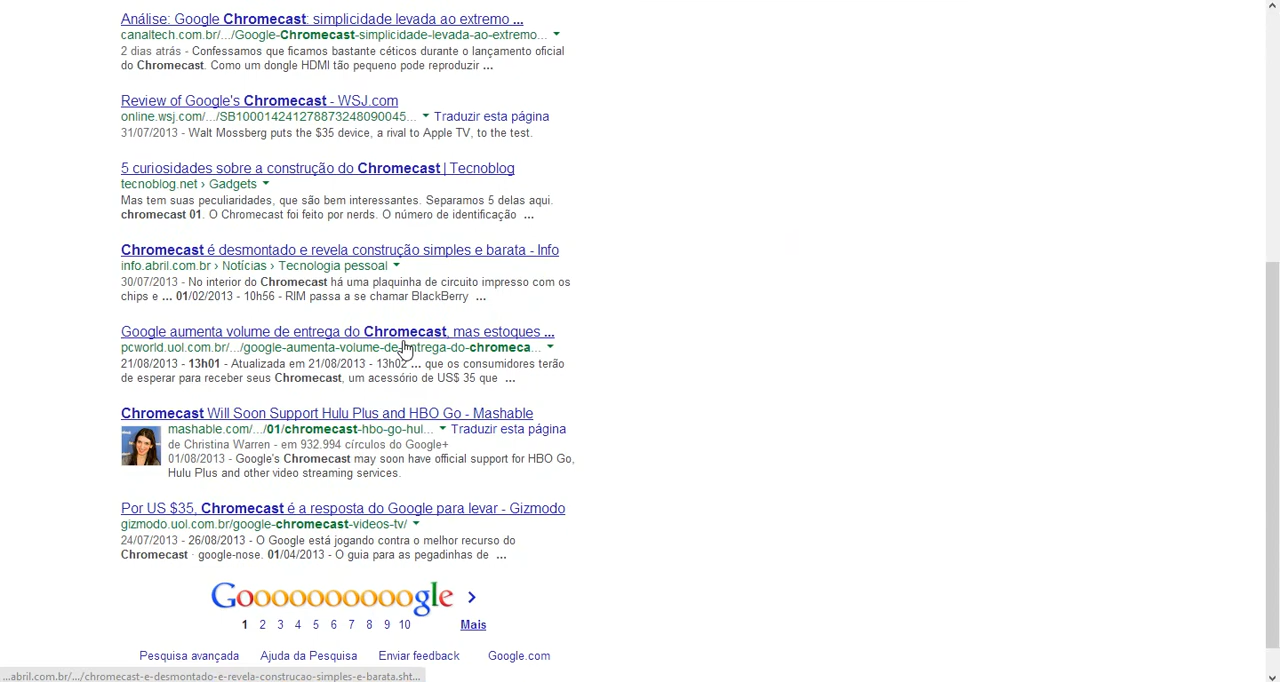 Análise: Google Chromecast: simplicidade levada ao extremo ...
canaltech.com.br/.../Google-Chromecast-simplicidade-levada-ao-extremo...
2 dias atrás - Confessamos que ficamos bastante céticos durante o lançamento oficial
do Chromecast. Como um dongle HDMI tão pequeno pode reproduzir ...
Review of Google's Chromecast - WSJ.com
online.wsj.com/.../SB10001424127887323248090045... Traduzir esta página
31/07/2013 - Walt Mossberg puts the $35 device, a rival to Apple TV, to the test.
5 curiosidades sobre a construção do Chromecast | Tecnoblog
tecnoblog.net › Gadgets
Mas tem suas peculiaridades, que são bem interessantes. Separamos 5 delas aqui.
chromecast 01. O Chromecast foi feito por nerds. O número de identificação ...
Chromecast é desmontado e revela construção simples e barata - Info
info.abril.com.br › Notícias › Tecnologia pessoal
30/07/2013 - No interior do Chromecast há uma plaquinha de circuito impresso com os
chips e ... 01/02/2013 - 10h56 - RIM passa a se chamar BlackBerry ...
Google aumenta volume de entrega do Chromecast, mas estoques ...
pcworld.uol.com.br/.../google-aumenta-volume-de-entrega-do-chromeca...
21/08/2013 - 13h01 - Atualizada em 21/08/2013 - 13h02 ... que os consumidores terão
de esperar para receber seus Chromecast, um acessório de US$ 35 que ...
Chromecast Will Soon Support Hulu Plus and HBO Go - Mashable
mashable.com/.../01/chromecast-hbo-go-hul... Traduzir esta página
de Christina Warren - em 932.994 círculos do Google+
01/08/2013 - Google's Chromecast may soon have official support for HBO Go,
Hulu Plus and other video streaming services.
Por US $35, Chromecast é a resposta do Google para levar - Gizmodo
gizmodo.uol.com.br/google-chromecast-videos-tv/
24/07/2013 - 26/08/2013 - O Google está jogando contra o melhor recurso do
Chromecast · google-nose. 01/04/2013 - O guia para as pegadinhas de ...
Goooooooooogle >
1 2 3 4 5 6 7 8 9 10 Mais
Pesquisa avançada Ajuda da Pesquisa Enviar feedback Google.com
...abril.com.br/.../chromecast-e-desmontado-e-revela-construcao-simples-e-barata.sht...